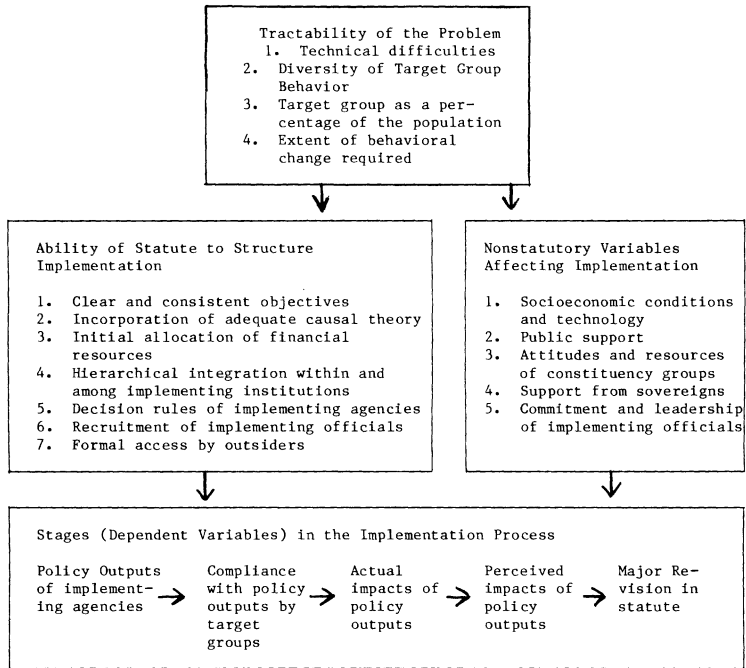 Tractability of the Problem
1. Technical difficulties
2. Diversity of Target Group
Behavior
3. Target group as a per-
centage of the population
4. Extent of behavioral
change required
Ability of Statute to Structure
Implementation
1. Clear and consistent objectives
2. Incorporation of adequate causal theory
3. Initial allocation of financial
resources
4. Hierarchical integration within and
among implementing institutions
5. Decision rules of implementing agencies
6. Recruitment of implementing officials
7. Formal access by outsiders
Nonstatutory Variables
Affecting Implementation
1. Socioeconomic conditions
and technology
2. Public support
3. Attitudes and resources
of constituency groups
4. Support from sovereigns
5. Commitment and leadership
of implementing officials
Stages (Dependent Variables) in the Implementation Process
Policy Outputs
of implement-
ing agencies
Compliance
with policy
outputs by
target
groups
Actual
impacts of
policy
outputs
Perceived
impacts of
policy
outputs
Major Re-
vision in
statute